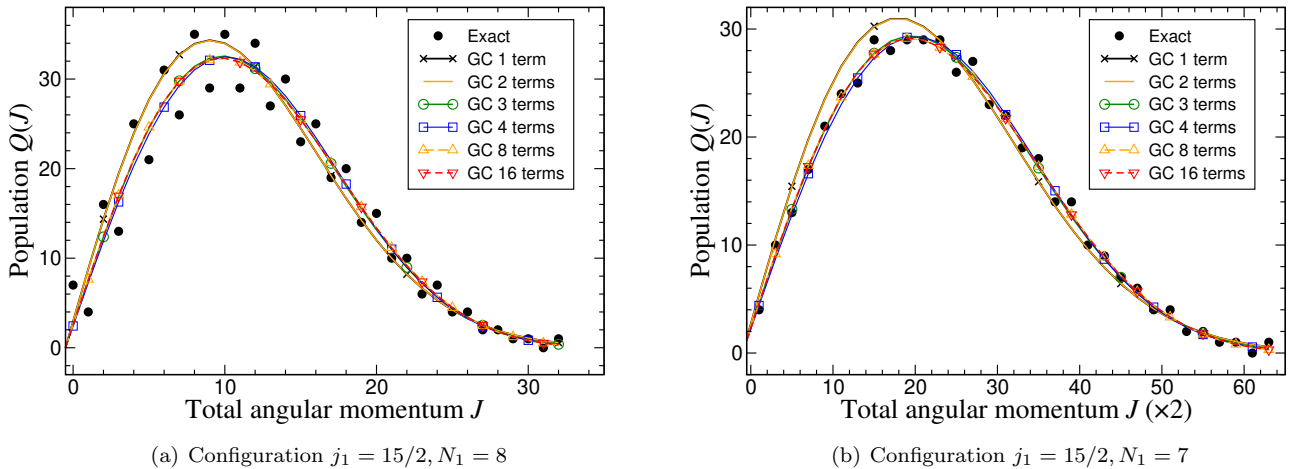 30
20
10
0
Population Q(J)
Exact
GC 1 term
GC 2 terms
GC 3 terms
GC 4 terms
GC 8 terms
GC 16 terms
0 10 20 30
Total angular momentum J
(a) Configuration j₁ = 15/2, N₁ = 8
30
20
10
0
Population Q(J)
Exact
GC 1 term
GC 2 terms
GC 3 terms
GC 4 terms
GC 8 terms
GC 16 terms
0 10 20 30 40 50 60
Total angular momentum J (×2)
(b) Configuration j₁ = 15/2, N₁ = 7